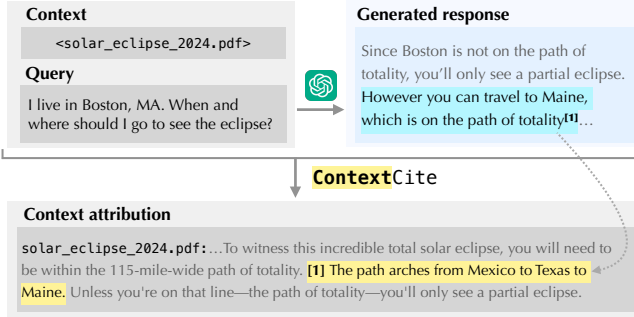 Context
<solar_eclipse_2024.pdf>
Query
I live in Boston, MA. When and
where should I go to see the eclipse?
Generated response
Since Boston is not on the path of
totality, you’ll only see a partial eclipse.
However you can travel to Maine,
which is on the path of totality[1]...
ContextCite
Context attribution
solar_eclipse_2024.pdf:...To witness this incredible total solar eclipse, you will need to
be within the 115-mile-wide path of totality. [1] The path arches from Mexico to Texas to
Maine. Unless you're on that line—the path of totality—you'll only see a partial eclipse.